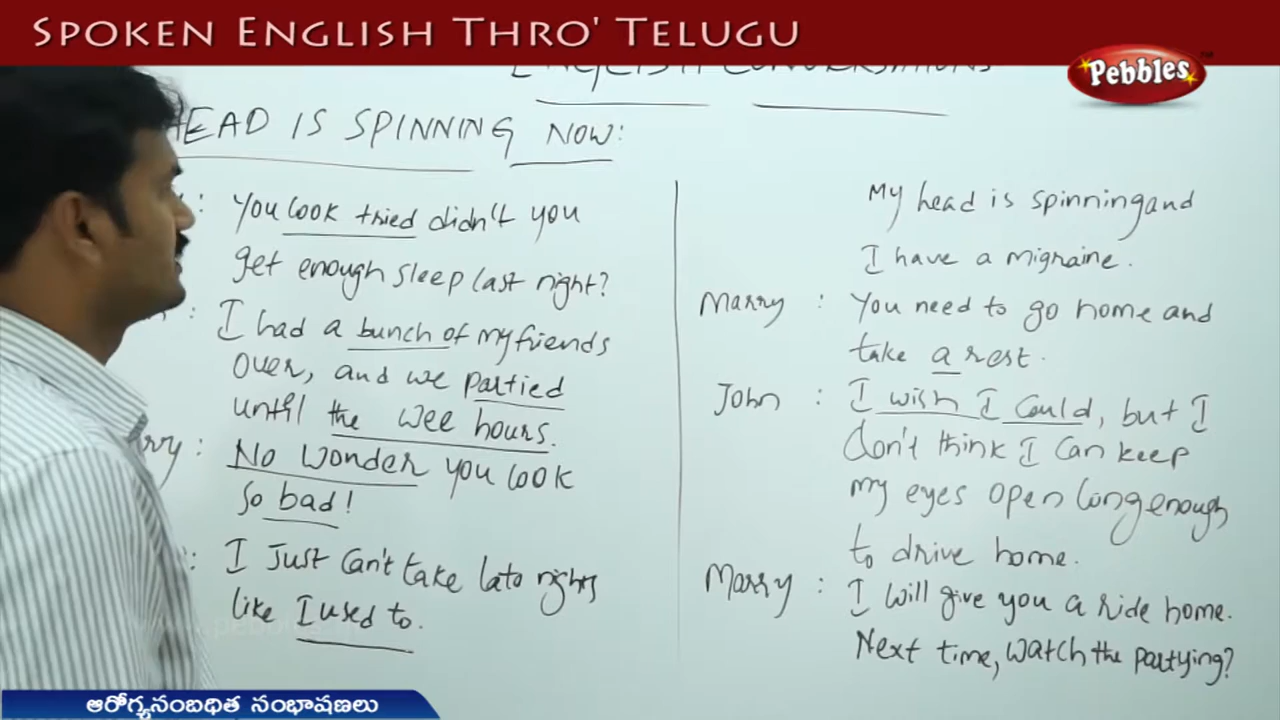 SPOKEN ENGLISH THRO' TELUGU
Pebbles
ENGLISH CONVERSATIONS
HEAD IS SPINNING NOW:
: You look tried didn't you
get enough sleep last night?
: I had a bunch of my friends
over, and we partied
until the wee hours.
rry : No wonder you look
so bad!
: I Just can't take late nights
like I used to.
My head is spinning and
I have a migraine.
Marry : You need to go home and
take a rest.
John : I wish I could, but I
don't think I can keep
my eyes open long enough
to drive home.
Marry : I will give you a ride home.
Next time, watch the partying?
ఆరోగ్యసంబధిత సంభాషణలు